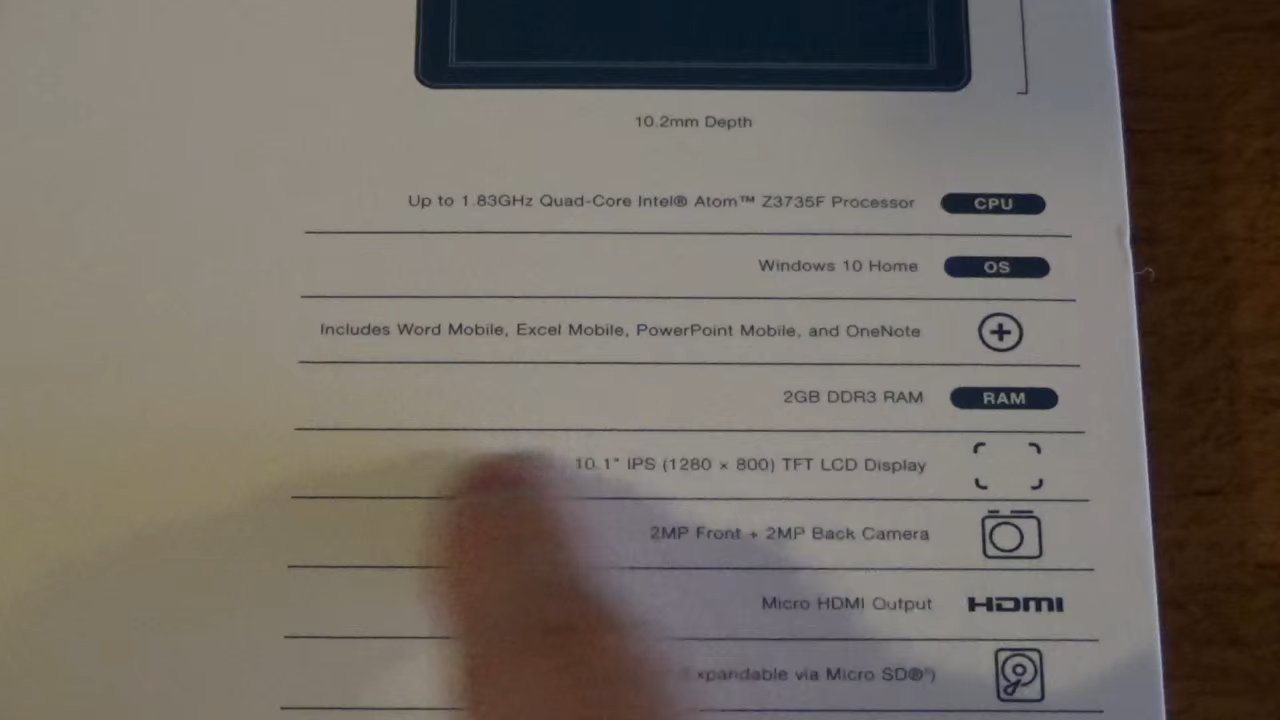 10.2mm Depth
Up to 1.83GHz Quad-Core Intel® Atom™ Z3735F Processor CPU
Windows 10 Home OS
Includes Word Mobile, Excel Mobile, PowerPoint Mobile, and OneNote
2GB DDR3 RAM RAM
10.1" IPS (1280 × 800) TFT LCD Display
2MP Front + 2MP Back Camera
Micro HDMI Output HDMI
via Micro SD®*)